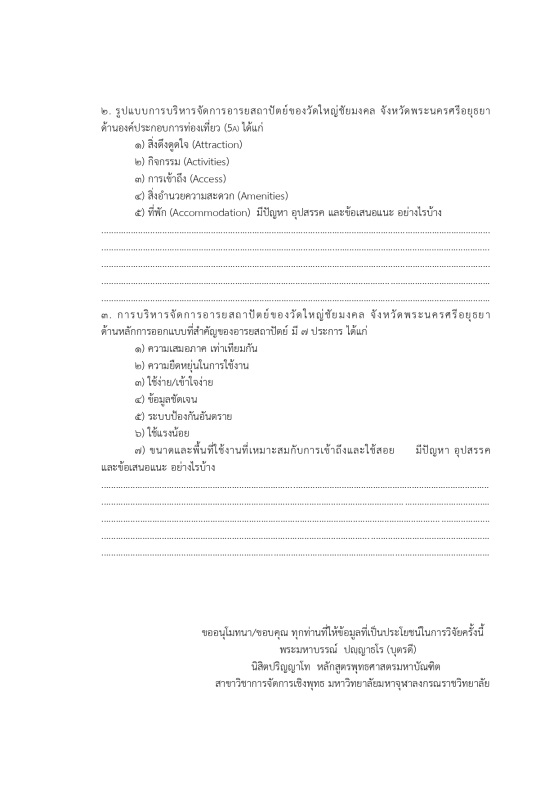 ๒. รูปแบบการบริหารจัดการอารยสถาปัตย์ของวัดใหญ่ชัยมงคล จังหวัดพระนครศรีอยุธยา
ด้านองค์ประกอบการท่องเที่ยว (5A) ได้แก่
๑) สิ่งดึงดูดใจ (Attraction)
๒) กิจกรรม (Activities)
๓) การเข้าถึง (Access)
๔) สิ่งอำนวยความสะดวก (Amenities)
๕) ที่พัก (Accommodation) มีปัญหา อุปสรรค และข้อเสนอแนะ อย่างไรบ้าง
๓. การบริหารจัดการอารยสถาปัตย์ของวัดใหญ่ชัยมงคล จังหวัดพระนครศรีอยุธยา
ด้านหลักการออกแบบที่สำคัญของอารยสถาปัตย์ มี ๗ ประการ ได้แก่
๑) ความเสมอภาค เท่าเทียมกัน
๒) ความยืดหยุ่นในการใช้งาน
๓) ใช้ง่าย/เข้าใจง่าย
๔) ข้อมูลชัดเจน
๕) ระบบป้องกันอันตราย
๖) ใช้แรงน้อย
๗) ขนาดและพื้นที่ใช้งานที่เหมาะสมกับการเข้าถึงและใช้สอย มีปัญหา อุปสรรค
และข้อเสนอแนะ อย่างไรบ้าง
ขออนุโมทนา/ขอบคุณ ทุกท่านที่ให้ข้อมูลที่เป็นประโยชน์ในการวิจัยครั้งนี้
พระมหาบรรณ์ ปญฺญาธโร (บุตรดี)
นิสิตปริญญาโท หลักสูตรพุทธศาสตรมหาบัณฑิต
สาขาวิชาการจัดการเชิงพุทธ มหาวิทยาลัยมหาจุฬาลงกรณราชวิทยาลัย